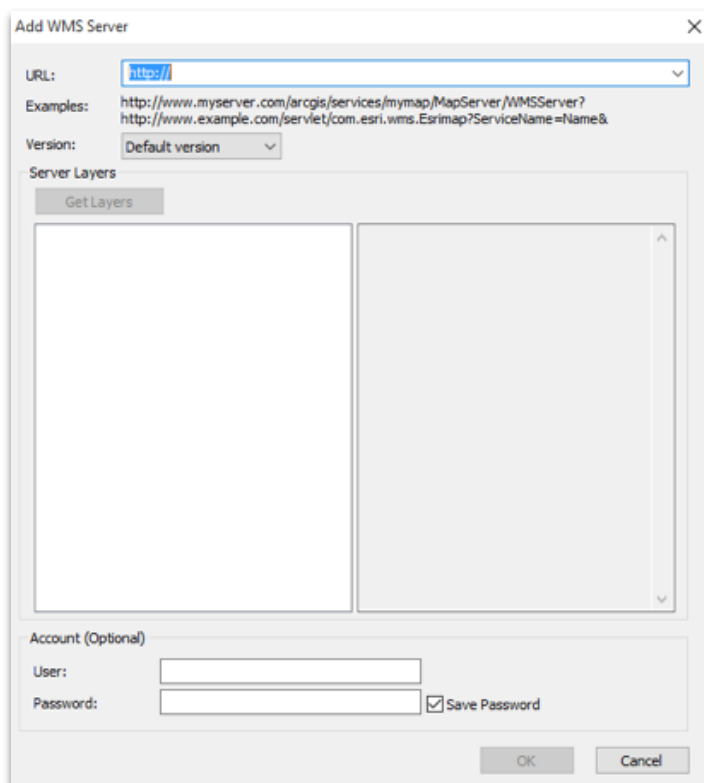 Add WMS Server
URL: http://
Examples: http://www.myserver.com/arcgis/services/mymap/MapServer/WMSServer?
http://www.example.com/servlet/com.esri.wms.Esrimap?ServiceName=Name&
Version: Default version
Server Layers
Get Layers
Account (Optional)
User:
Password: Save Password
OK Cancel